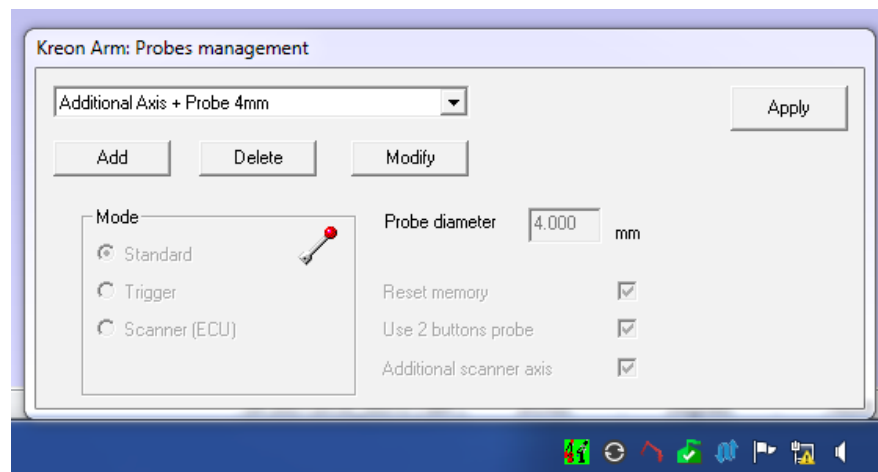 Kreon Arm: Probes management
Additional Axis + Probe 4mm
Apply
Add Delete Modify
Mode
Standard
Trigger
Scanner (ECU)
Probe diameter 4.000 mm
Reset memory
Use 2 buttons probe
Additional scanner axis